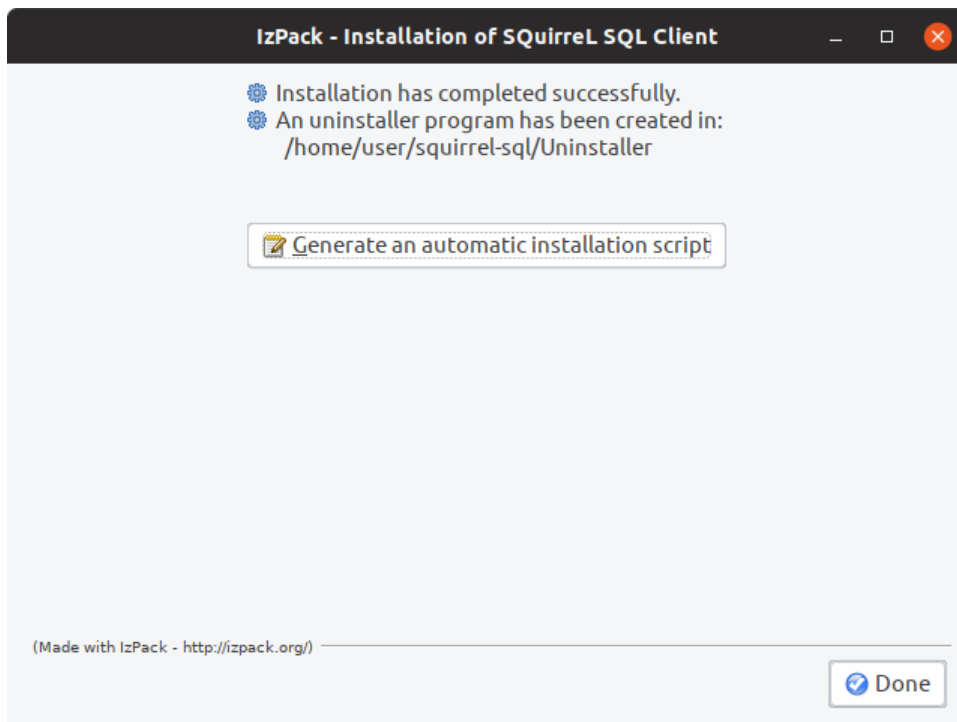 IzPack - Installation of SQuirreL SQL Client
Installation has completed successfully.
An uninstaller program has been created in:
/home/user/squirrel-sql/Uninstaller
Generate an automatic installation script
(Made with IzPack - http://izpack.org/)
Done